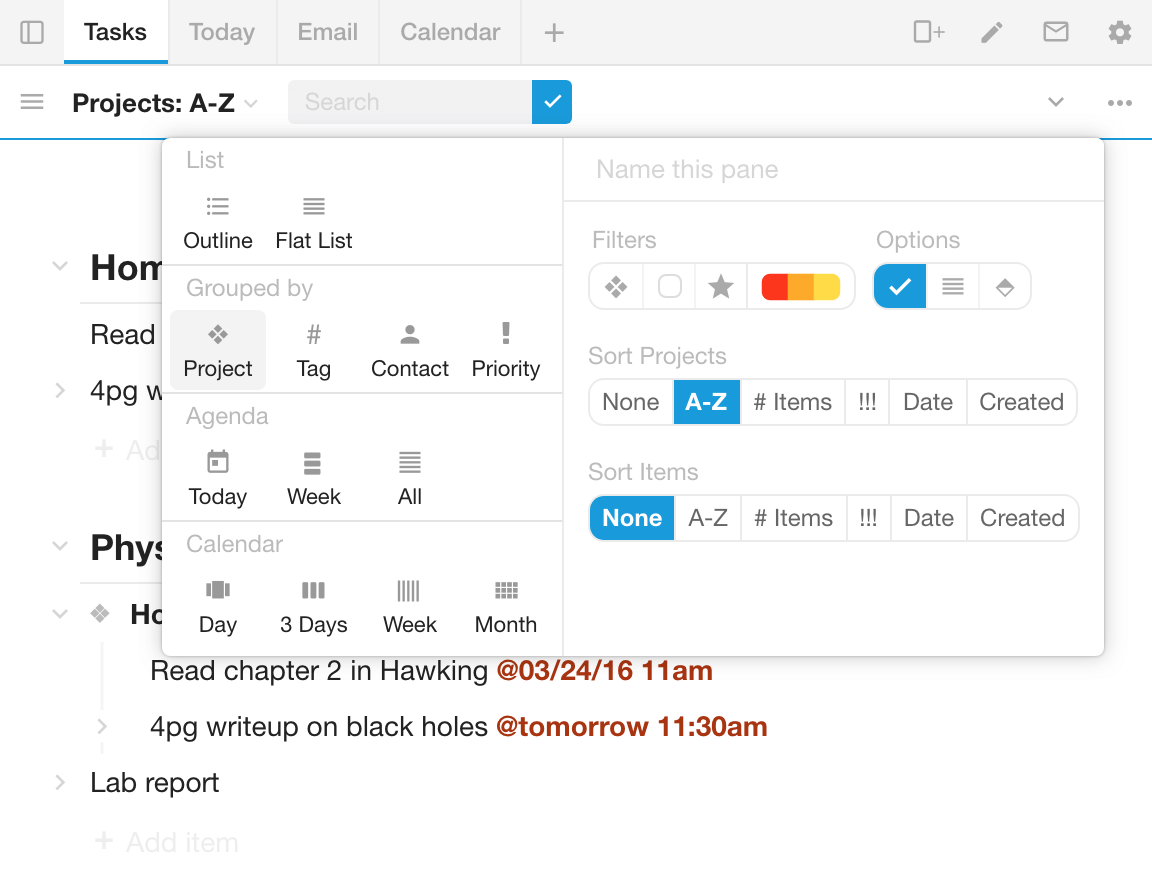 Tasks Today Email Calendar +
Projects: A-Z Search
List
Outline Flat List
Grouped by
# !
Project Tag Contact Priority
Agenda
Today Week All
Calendar
Day 3 Days Week Month
Name this pane
Filters Options
Sort Projects
None A-Z # Items !!! Date Created
Sort Items
None A-Z # Items !!! Date Created
Hom
Read
4pg w
+ Ad
Phys
Ho
Read chapter 2 in Hawking @03/24/16 11am
4pg writeup on black holes @tomorrow 11:30am
Lab report
+ Add item